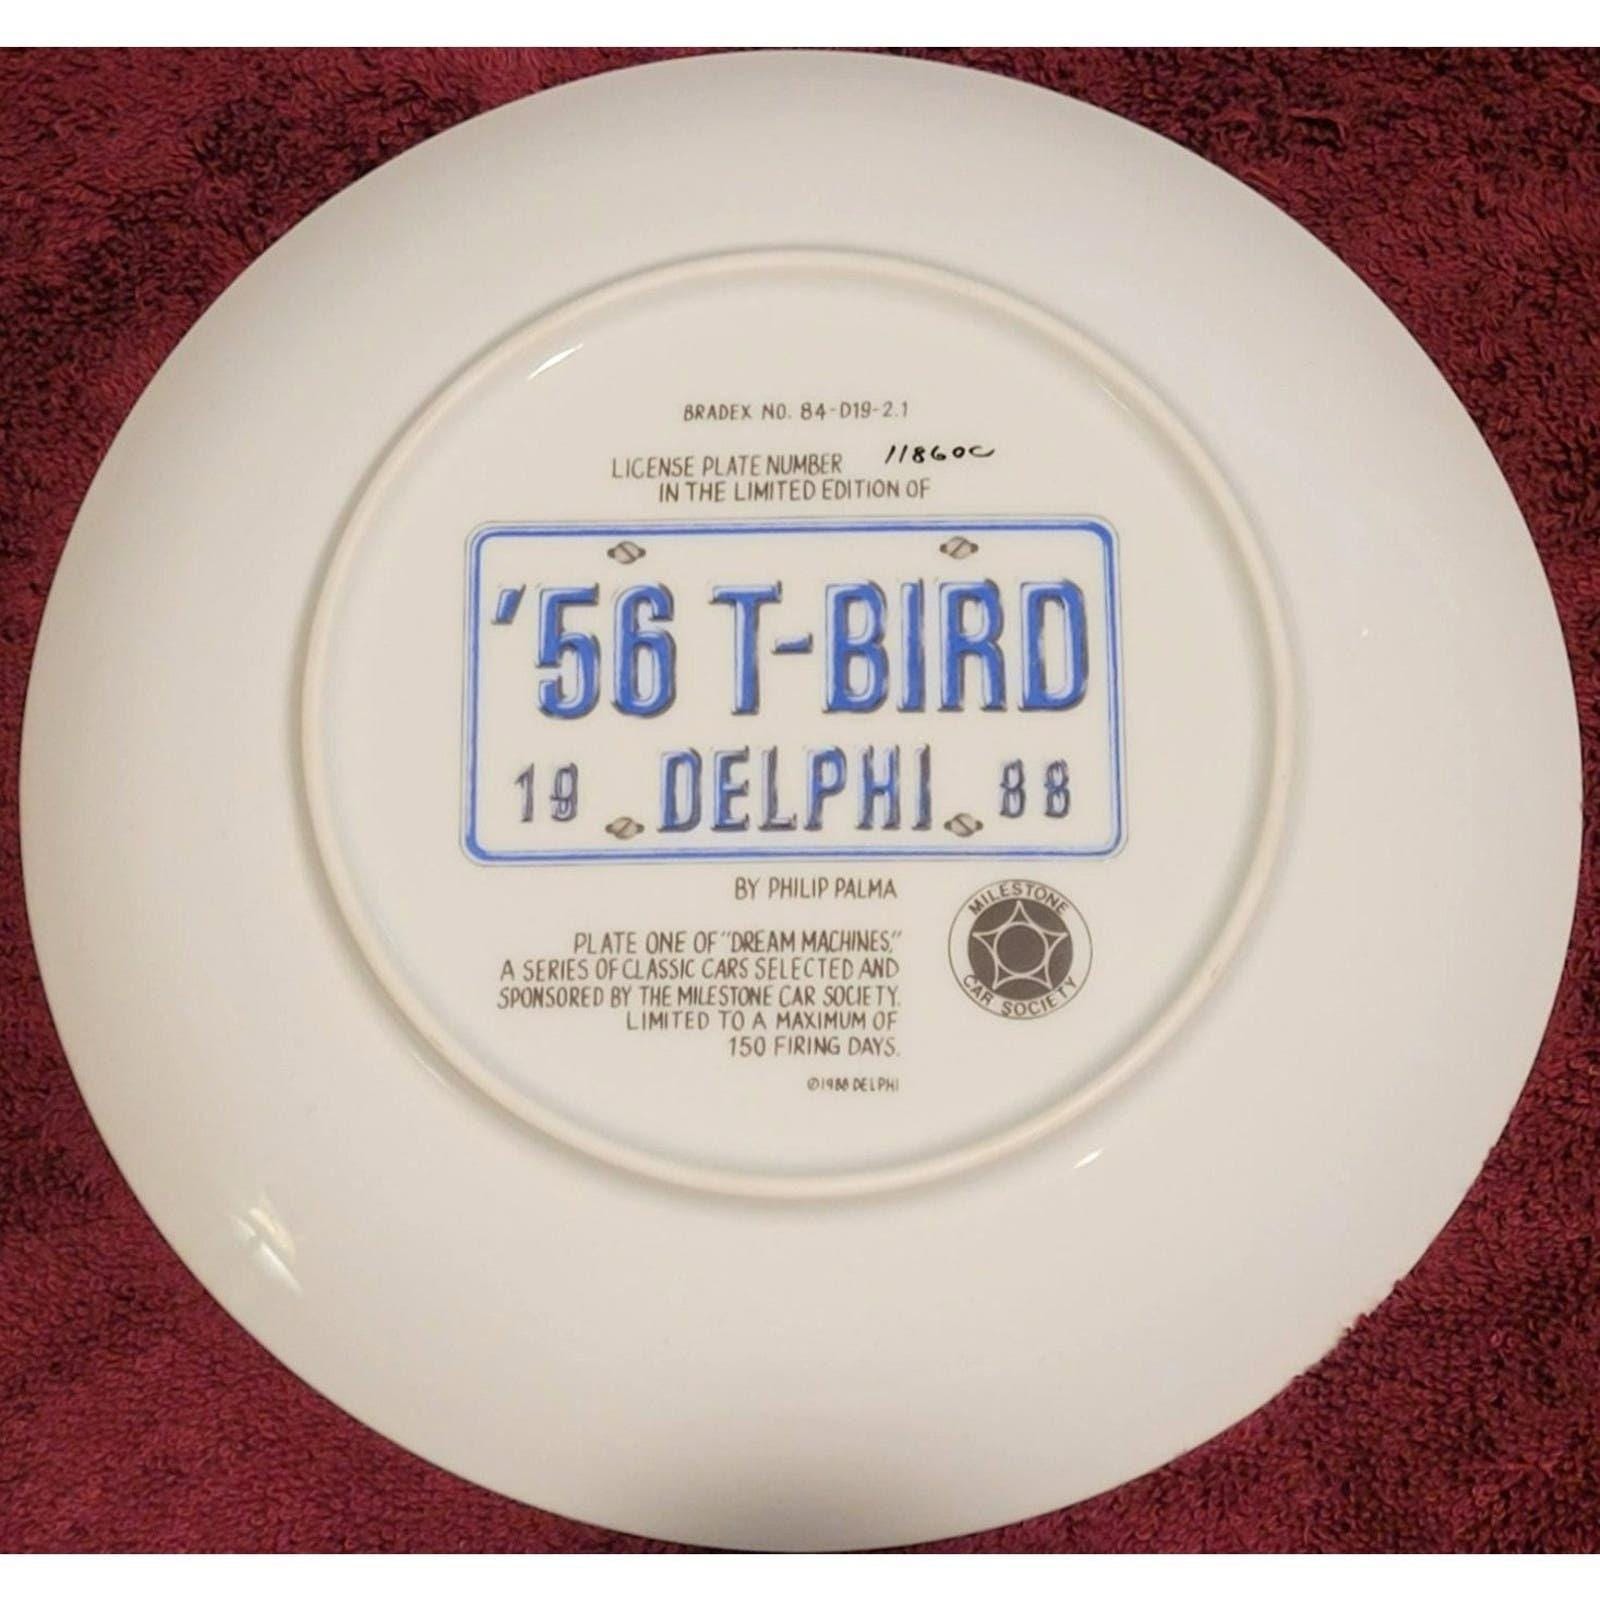 BRADEX NO. 84-D19-2.1
LICENSE PLATE NUMBER 11860C
IN THE LIMITED EDITION OF
'56 T-BIRD
19 DELPHI 88
BY PHILIP PALMA
MILESTONE
CAR SOCIETY
PLATE ONE OF "DREAM MACHINES,"
A SERIES OF CLASSIC CARS SELECTED AND
SPONSORED BY THE MILESTONE CAR SOCIETY.
LIMITED TO A MAXIMUM OF
150 FIRING DAYS.
©1988 DELPHI